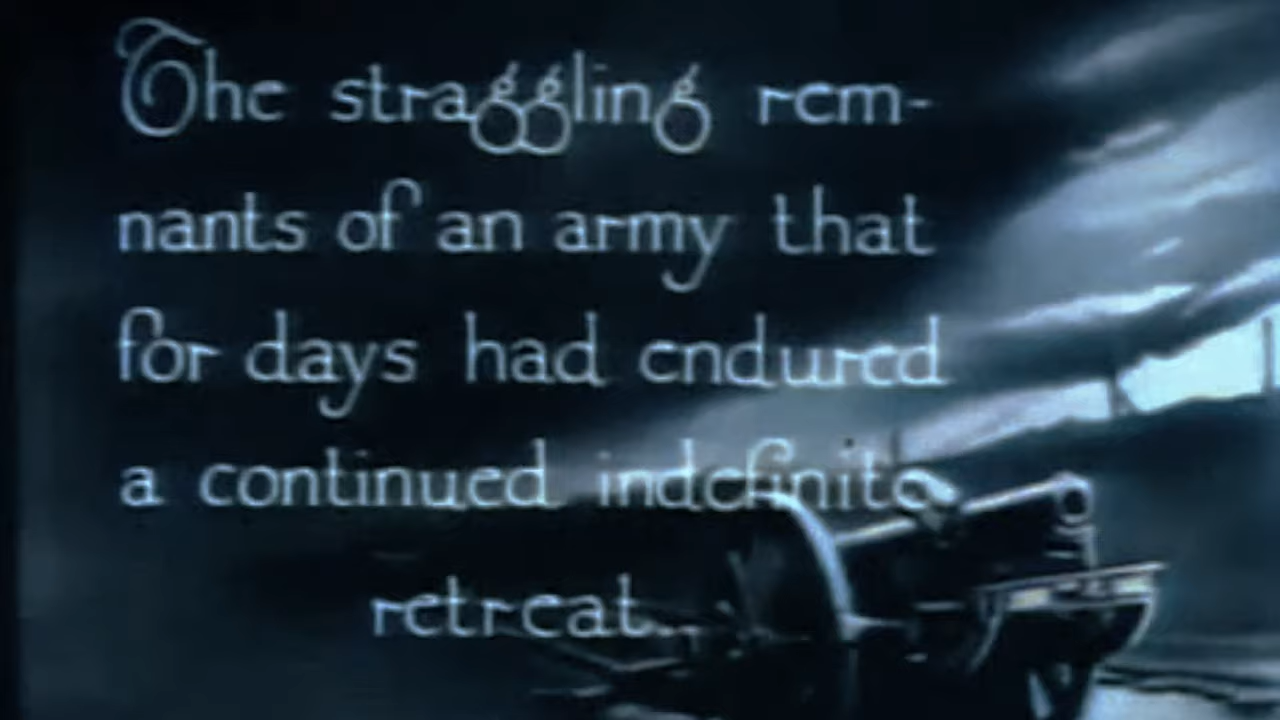 The straggling rem-
nants of an army that
for days had endured
a continued indefinite
retreat..